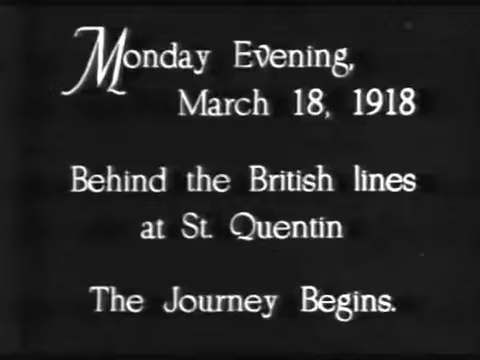 Monday Evening,
March 18, 1918
Behind the British lines
at St. Quentin
The Journey Begins.